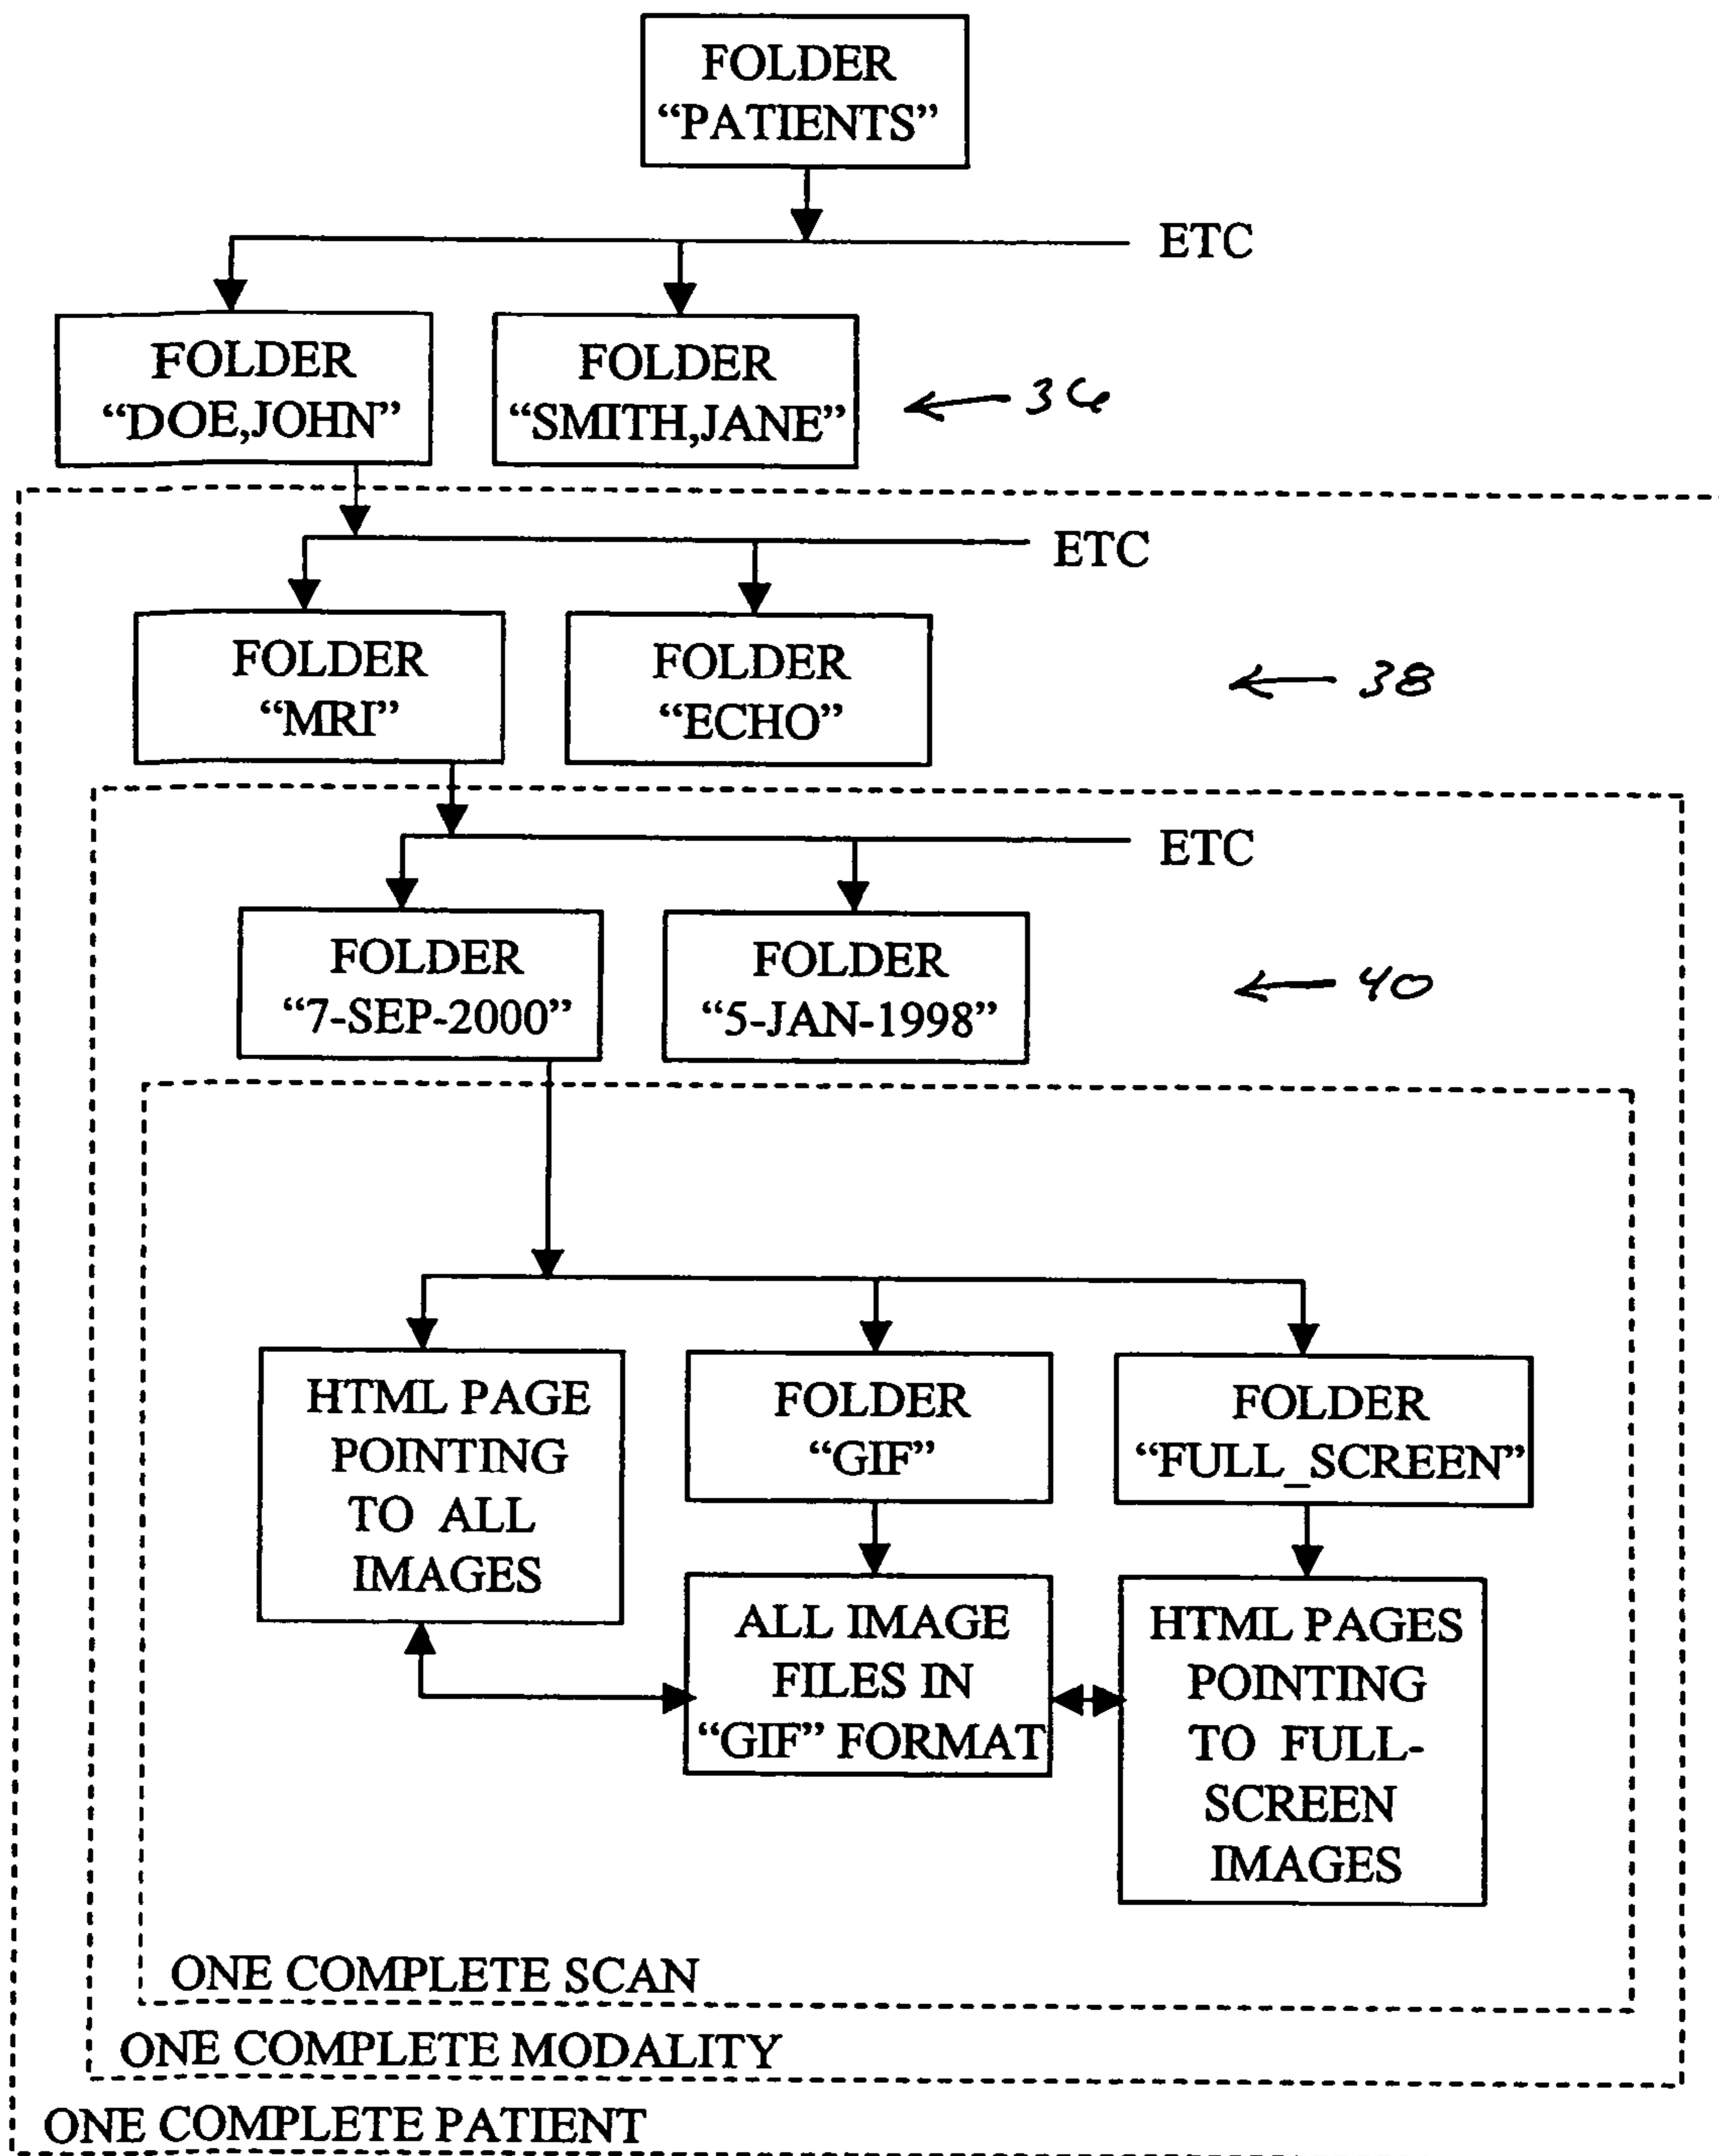 FOLDER
“PATIENTS”
ETC
FOLDER
“DOE,JOHN”
FOLDER
“SMITH,JANE”
36
ETC
FOLDER
“MRI”
FOLDER
“ECHO”
38
ETC
FOLDER
“7-SEP-2000”
FOLDER
“5-JAN-1998”
40
HTML PAGE
POINTING
TO ALL
IMAGES
FOLDER
“GIF”
FOLDER
“FULL_SCREEN”
ALL IMAGE
FILES IN
“GIF” FORMAT
HTML PAGES
POINTING
TO FULL-
SCREEN
IMAGES
ONE COMPLETE SCAN
ONE COMPLETE MODALITY
ONE COMPLETE PATIENT